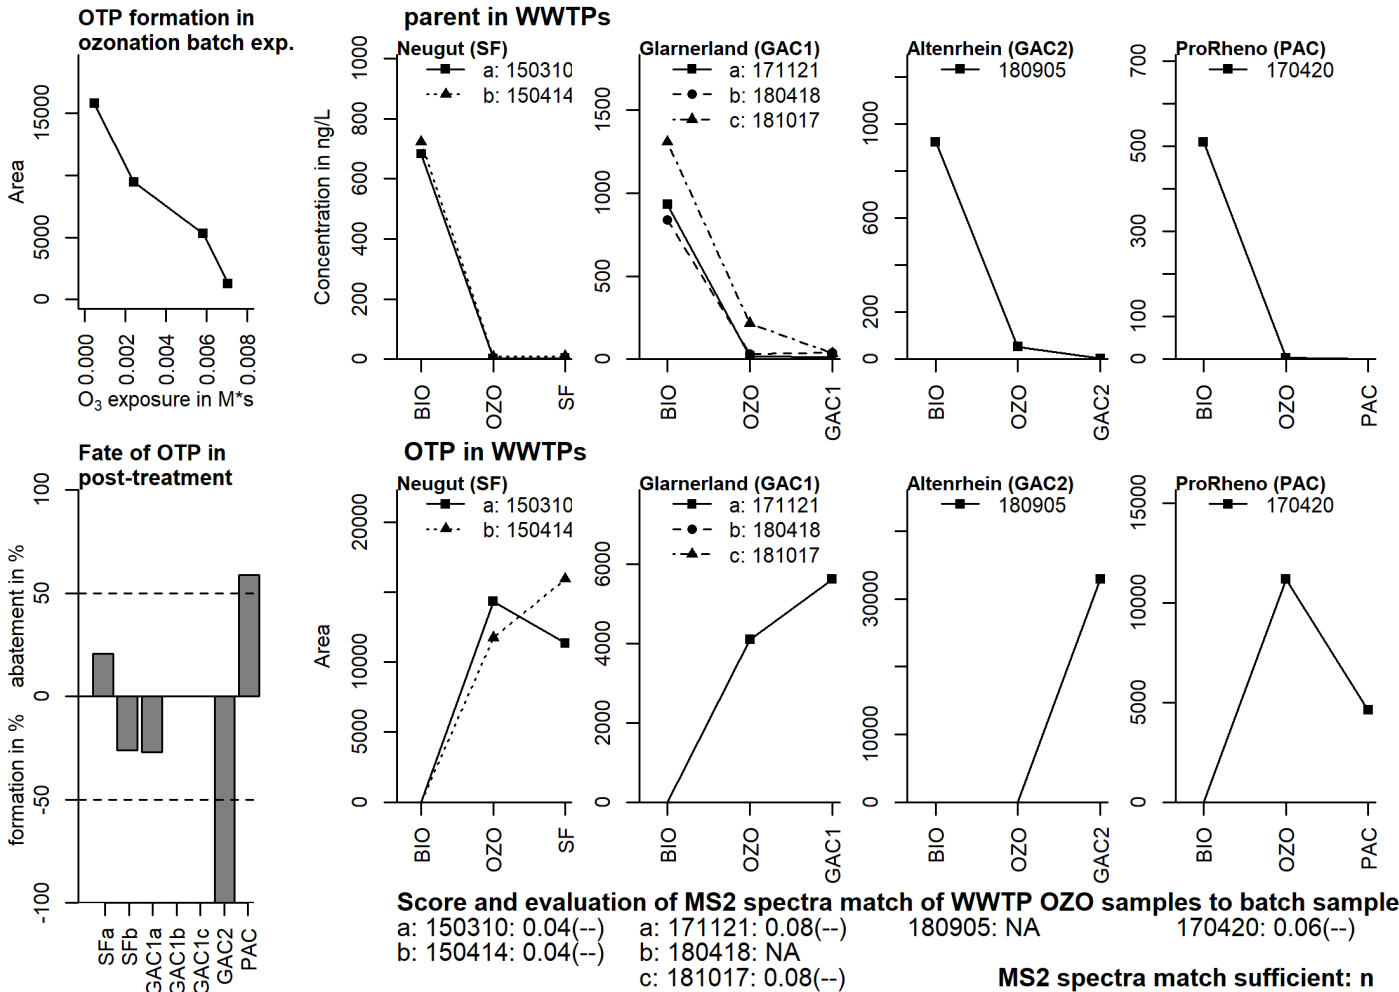 OTP formation in
ozonation batch exp.
Area
0
5000
15000
0.000
0.002
0.004
0.006
0.008
O3 exposure in M*s
parent in WWTPs
Concentration in ng/L
Neugut (SF)
a: 150310
b: 150414
0
200
400
600
800
1000
BIO
OZO
SF
Glarnerland (GAC1)
a: 171121
b: 180418
c: 181017
0
500
1000
1500
BIO
OZO
GAC1
Altenrhein (GAC2)
180905
0
200
600
1000
BIO
OZO
GAC2
ProRheno (PAC)
170420
0
100
300
500
700
BIO
OZO
PAC
Fate of OTP in
post-treatment
formation in %
abatement in %
-100
-50
0
50
100
SFa
SFb
GAC1a
GAC1b
GAC1c
GAC2
PAC
OTP in WWTPs
Area
Neugut (SF)
a: 150310
b: 150414
0
5000
10000
20000
BIO
OZO
SF
Glarnerland (GAC1)
a: 171121
b: 180418
c: 181017
0
2000
4000
6000
BIO
OZO
GAC1
Altenrhein (GAC2)
180905
0
10000
30000
BIO
OZO
GAC2
ProRheno (PAC)
170420
0
5000
10000
15000
BIO
OZO
PAC
Score and evaluation of MS2 spectra match of WWTP OZO samples to batch sample
a: 150310: 0.04(--)
b: 150414: 0.04(--)
a: 171121: 0.08(--)
b: 180418: NA
c: 181017: 0.08(--)
180905: NA
170420: 0.06(--)
MS2 spectra match sufficient: n